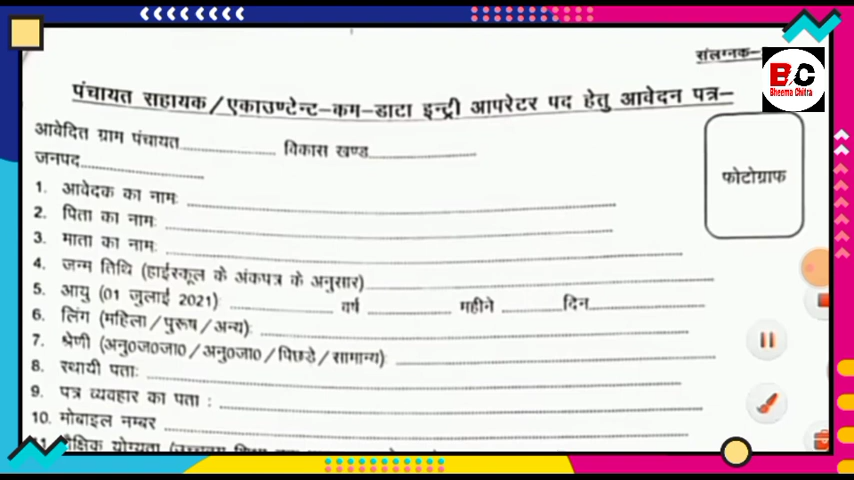 संलग्नक-
BC
Bheema Chitra
पंचायत सहायक/एकाउण्टेन्ट-कम-डाटा इन्ट्री आपरेटर पद हेतु आवेदन पत्र-
आवेदित ग्राम पंचायत.................... विकास खण्ड....................
जनपद....................
फोटोग्राफ
1. आवेदक का नामः ....................
2. पिता का नामः ....................
3. माता का नामः ....................
4. जन्म तिथि (हाईस्कूल के अंकपत्र के अनुसार)....................
5. आयु (01 जुलाई 2021) .................... वर्ष .................... महीने ..............दिन....................
6. लिंग (महिला/पुरूष/अन्य): ....................
7. श्रेणी (अनु0ज0जा0/अनु0जा0/पिछड़े/सामान्य): ....................
8. स्थायी पताः ....................
9. पत्र व्यवहार का पता : ....................
10. मोबाइल नम्बर ....................
शैक्षिक योग्यता